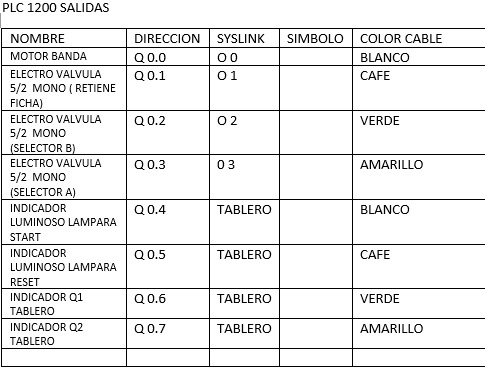 PLC 1200 SALIDAS
NOMBRE DIRECCION SYSLINK SIMBOLO COLOR CABLE
MOTOR BANDA Q 0.0 O 0 BLANCO
ELECTRO VALVULA Q 0.1 O 1 CAFE
5/2 MONO ( RETIENE
FICHA)
ELECTRO VALVULA Q 0.2 O 2 VERDE
5/2 MONO
(SELECTOR B)
ELECTRO VALVULA Q 0.3 0 3 AMARILLO
5/2 MONO
(SELECTOR A)
INDICADOR Q 0.4 TABLERO BLANCO
LUMINOSO LAMPARA
START
INDICADOR Q 0.5 TABLERO CAFE
LUMINOSO LAMPARA
RESET
INDICADOR Q1 Q 0.6 TABLERO VERDE
TABLERO
INDICADOR Q2 Q 0.7 TABLERO AMARILLO
TABLERO